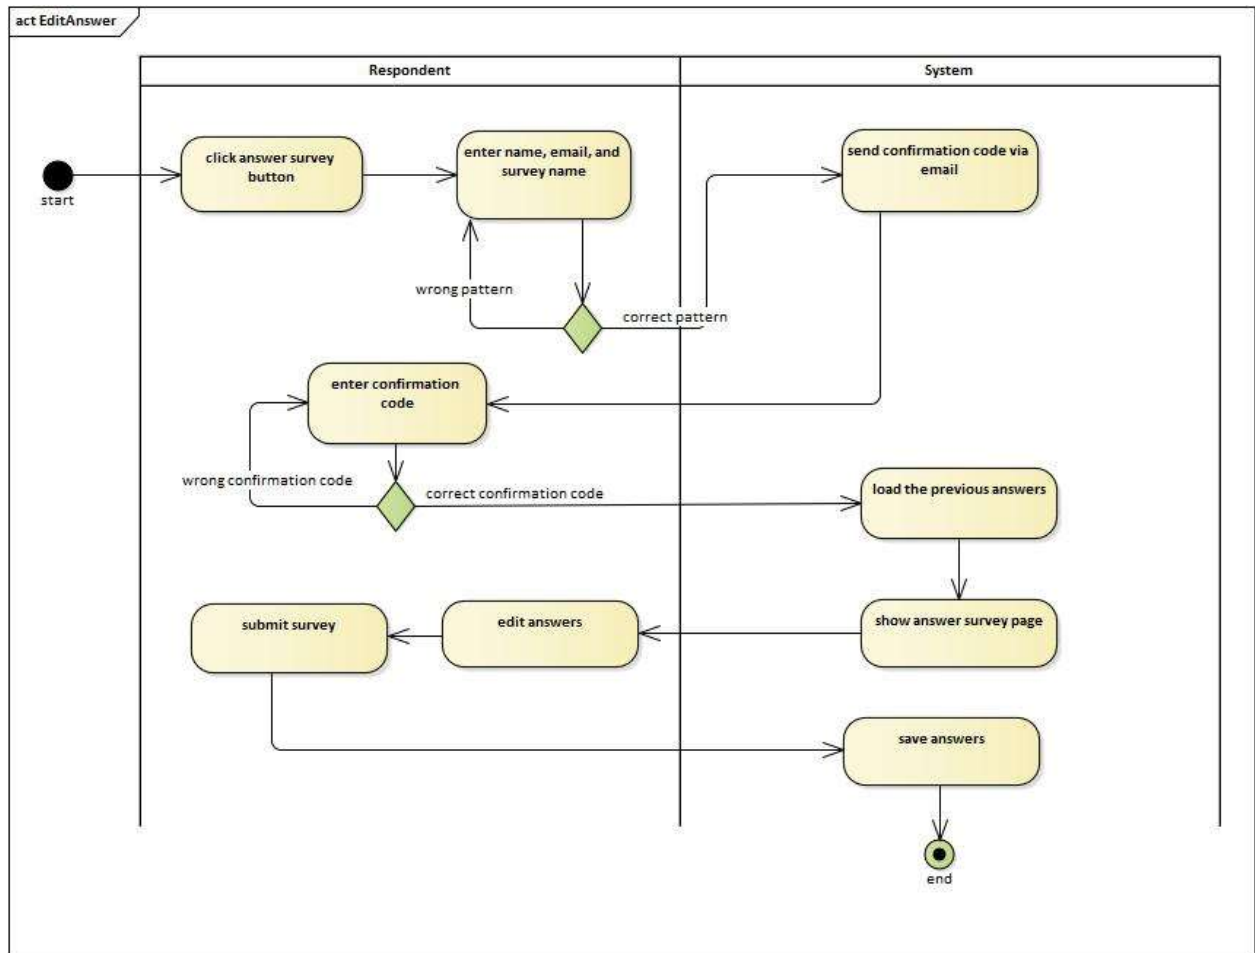 act EditAnswer
Respondent
System
start
click answer survey
button
enter name, email, and
survey name
send confirmation code via
email
wrong pattern
correct pattern
enter confirmation
code
wrong confirmation code
correct confirmation code
load the previous answers
submit survey
edit answers
show answer survey page
save answers
end